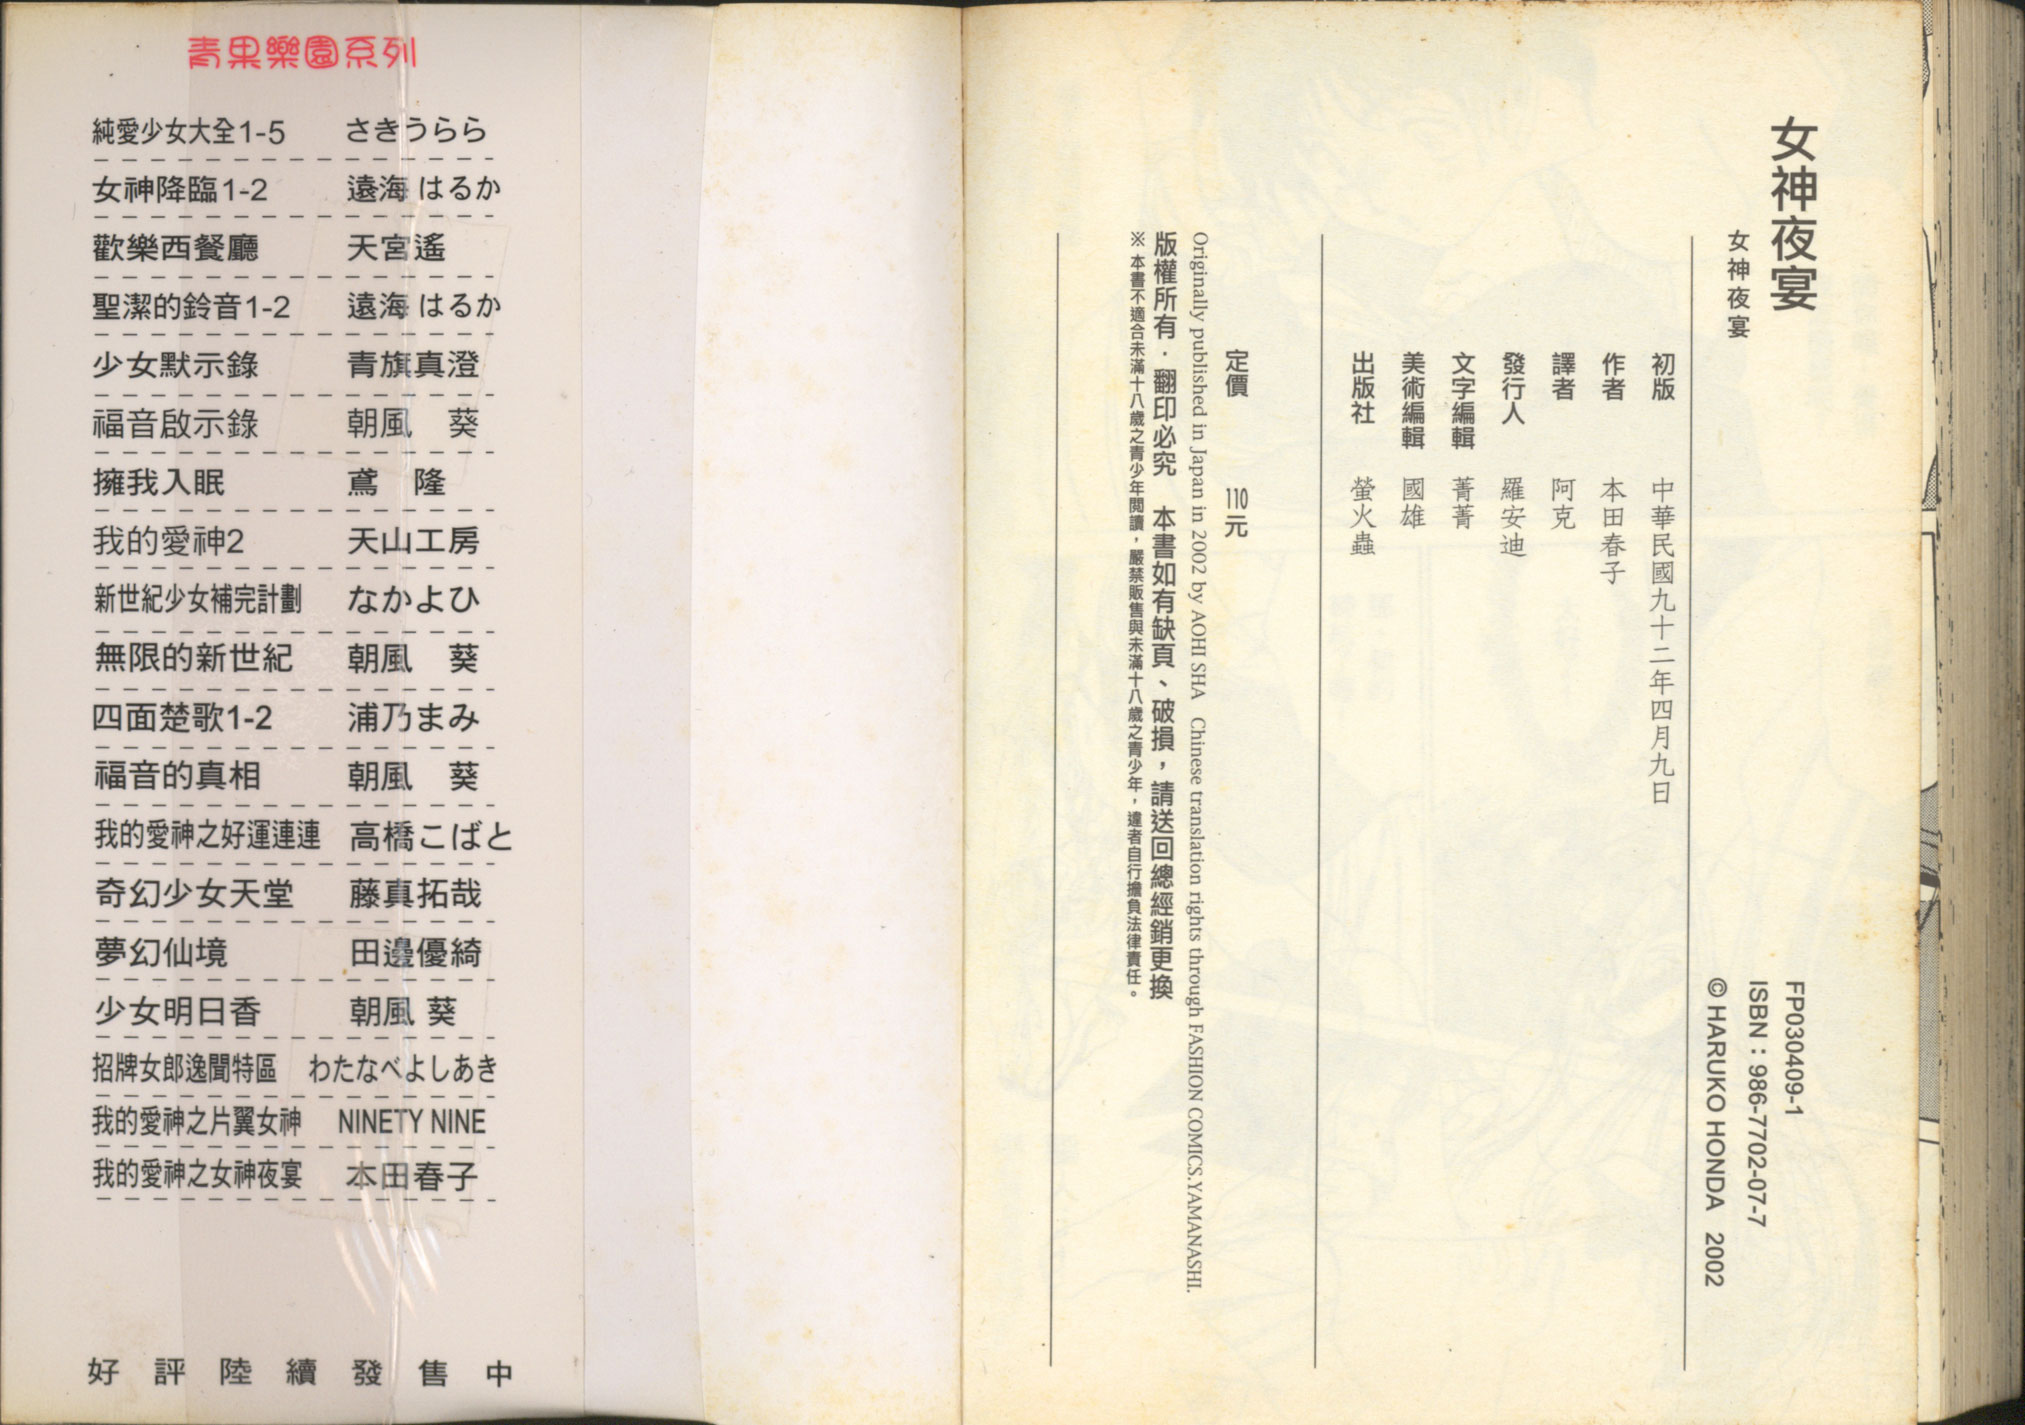 青果樂園系列
純愛少女大全1-5 さきうらら
女神降臨1-2 遠海はるか
歡樂西餐廳 天宮遙
聖潔的鈴音1-2 遠海はるか
少女默示錄 青旗真澄
福音啟示錄 朝風 葵
擁我入眠 鳶 隆
我的愛神2 天山工房
新世紀少女補完計劃 なかよひ
無限的新世紀 朝風 葵
四面楚歌1-2 浦乃まみ
福音的真相 朝風 葵
我的愛神之好運連連 高橋こばと
奇幻少女天堂 藤真拓哉
夢幻仙境 田邊優綺
少女明日香 朝風 葵
招牌女郎逸聞特區 わたなべよしあき
我的愛神之片翼女神 NINETY NINE
我的愛神之女神夜宴 本田春子
好評陸續發售中
女神夜宴
女神夜宴
FP030409-1
ISBN：986-7702-07-7
© HARUKO HONDA 2002
初版 中華民國九十二年四月九日
作者 本田春子
譯者 阿克
發行人 羅安迪
文字編輯 菁菁
美術編輯 國雄
出版社 螢火蟲
定價 110元
Originally published in Japan in 2002 by AOHI SHA Chinese translation rights through FASHION COMICS.YAMANASHI.
版權所有．翻印必究 本書如有缺頁、破損，請送回總經銷更換
※本書不適合未滿十八歲之青少年閱讀，嚴禁販售與未滿十八歲之青少年，違者自行擔負法律責任。